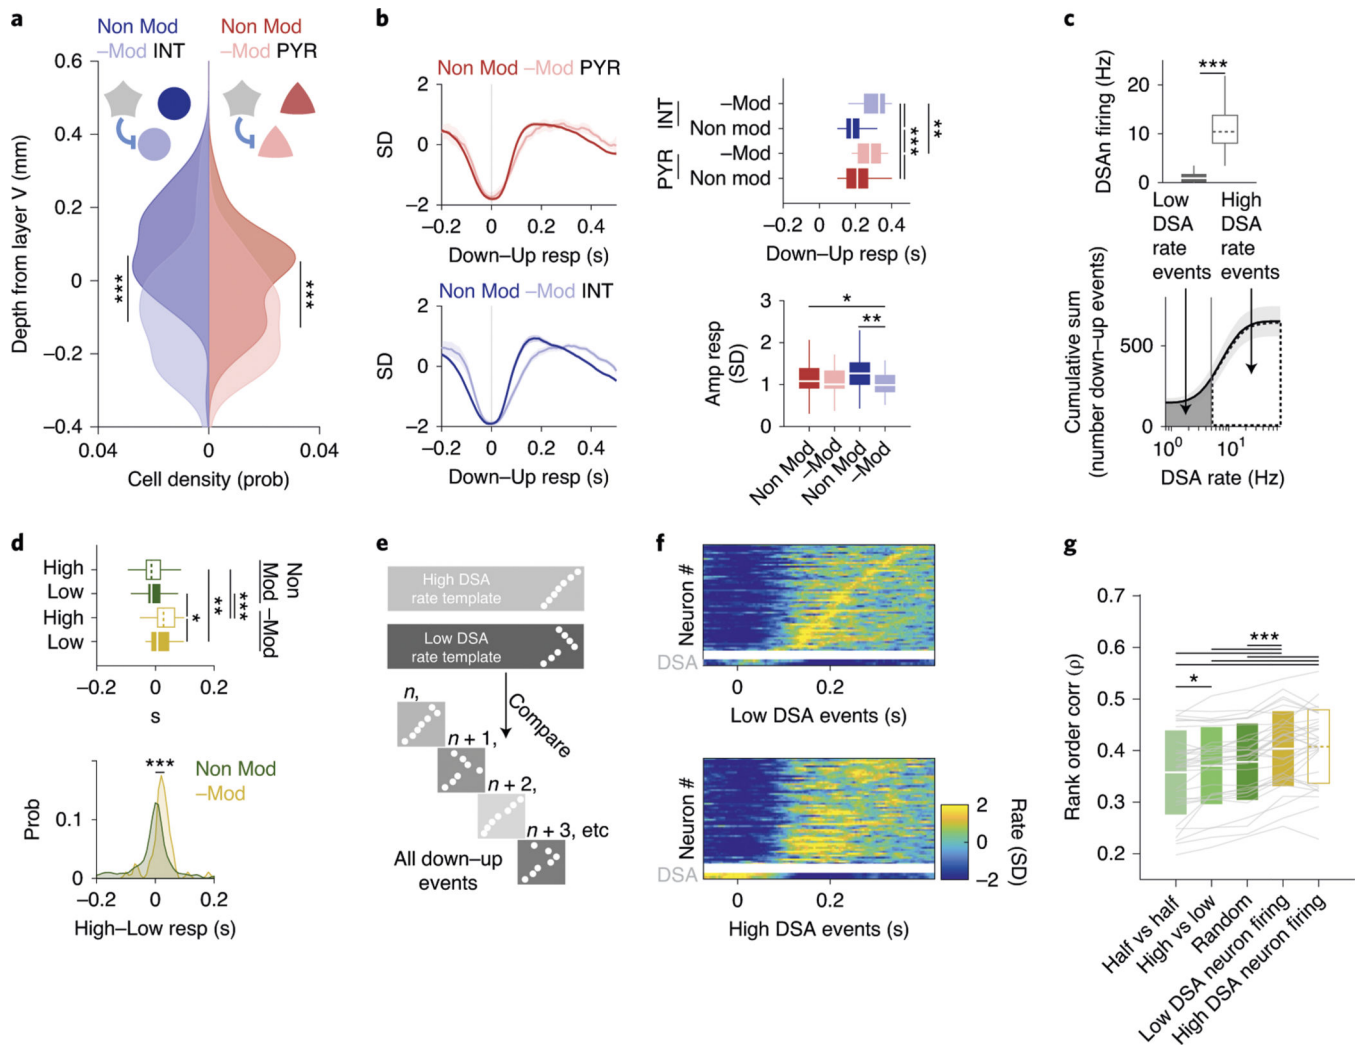 a
Non Mod
–Mod INT
Non Mod
–Mod PYR
0.6
0.4
0.2
0
–0.2
–0.4
Depth from layer V (mm)
***
***
0.04
0
0.04
Cell density (prob)
b
Non Mod –Mod PYR
2
0
–2
SD
–0.2
0
0.2
0.4
Down–Up resp (s)
Non Mod –Mod INT
2
0
–2
SD
–0.2
0
0.2
0.4
Down–Up resp (s)
INT
PYR
–Mod
Non mod
–Mod
Non mod
***
**
–0.2
0
0.2
0.4
Down–Up resp (s)
3
2
1
0
Amp resp
(SD)
*
**
Non Mod
–Mod
Non Mod
–Mod
c
DSAn firing (Hz)
20
10
0
***
Low
DSA
rate
events
High
DSA
rate
events
Cumulative sum
(number down–up events)
500
0
10⁰
10¹
DSA rate (Hz)
d
High
Low
High
Low
*
**
***
Non
Mod
–Mod
–0.2
0
0.2
s
***
Non Mod
–Mod
Prob
0.1
0
–0.2
0
0.2
High–Low resp (s)
e
High DSA
rate template
Low DSA
rate template
Compare
n,
n + 1,
n + 2,
n + 3, etc
All down–up
events
f
Neuron #
DSA
0
0.2
Low DSA events (s)
Neuron #
DSA
0
0.2
High DSA events (s)
2
0
–2
Rate (SD)
g
0.7
0.6
0.5
0.4
0.3
0.2
Rank order corr (ρ)
***
*
Half vs half
High vs low
Random
Low DSA neuron firing
High DSA neuron firing